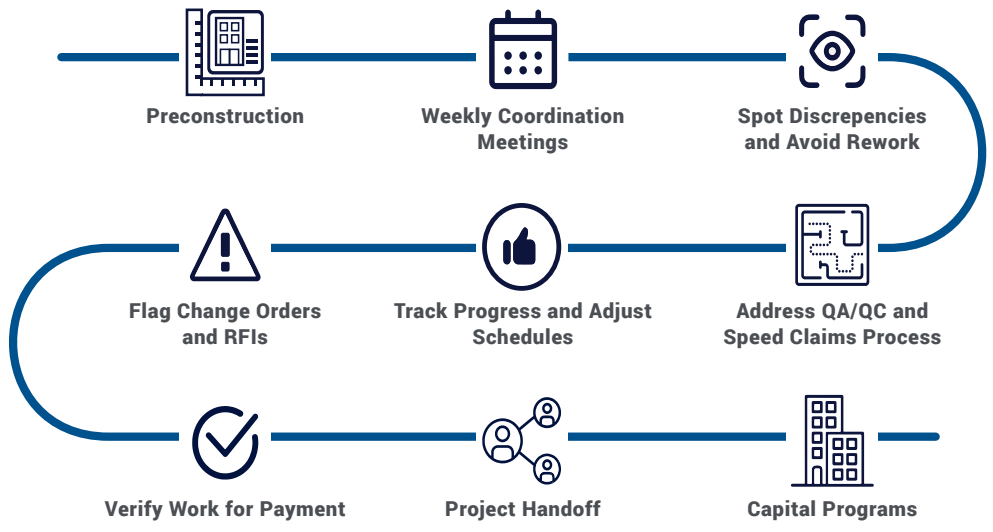 Preconstruction
Weekly Coordination
Meetings
Spot Discrepencies
and Avoid Rework
Flag Change Orders
and RFIs
Track Progress and Adjust
Schedules
Address QA/QC and
Speed Claims Process
Verify Work for Payment
Project Handoff
Capital Programs